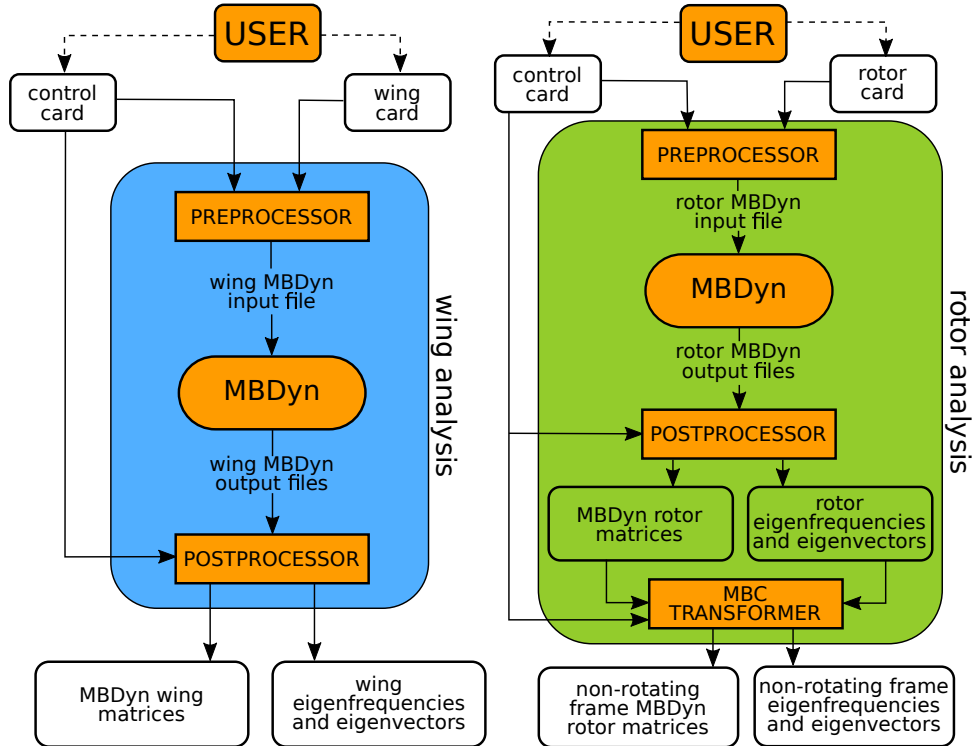 USER
control
card
wing
card
PREPROCESSOR
wing MBDyn
input file
MBDyn
wing MBDyn
output files
POSTPROCESSOR
wing analysis
MBDyn wing
matrices
wing
eigenfrequencies
and eigenvectors
USER
control
card
rotor
card
PREPROCESSOR
rotor MBDyn
input file
MBDyn
rotor MBDyn
output files
POSTPROCESSOR
rotor analysis
MBDyn rotor
matrices
rotor
eigenfrequencies
and eigenvectors
MBC
TRANSFORMER
non-rotating
frame MBDyn
rotor matrices
non-rotating frame
eigenfrequencies
and eigenvectors